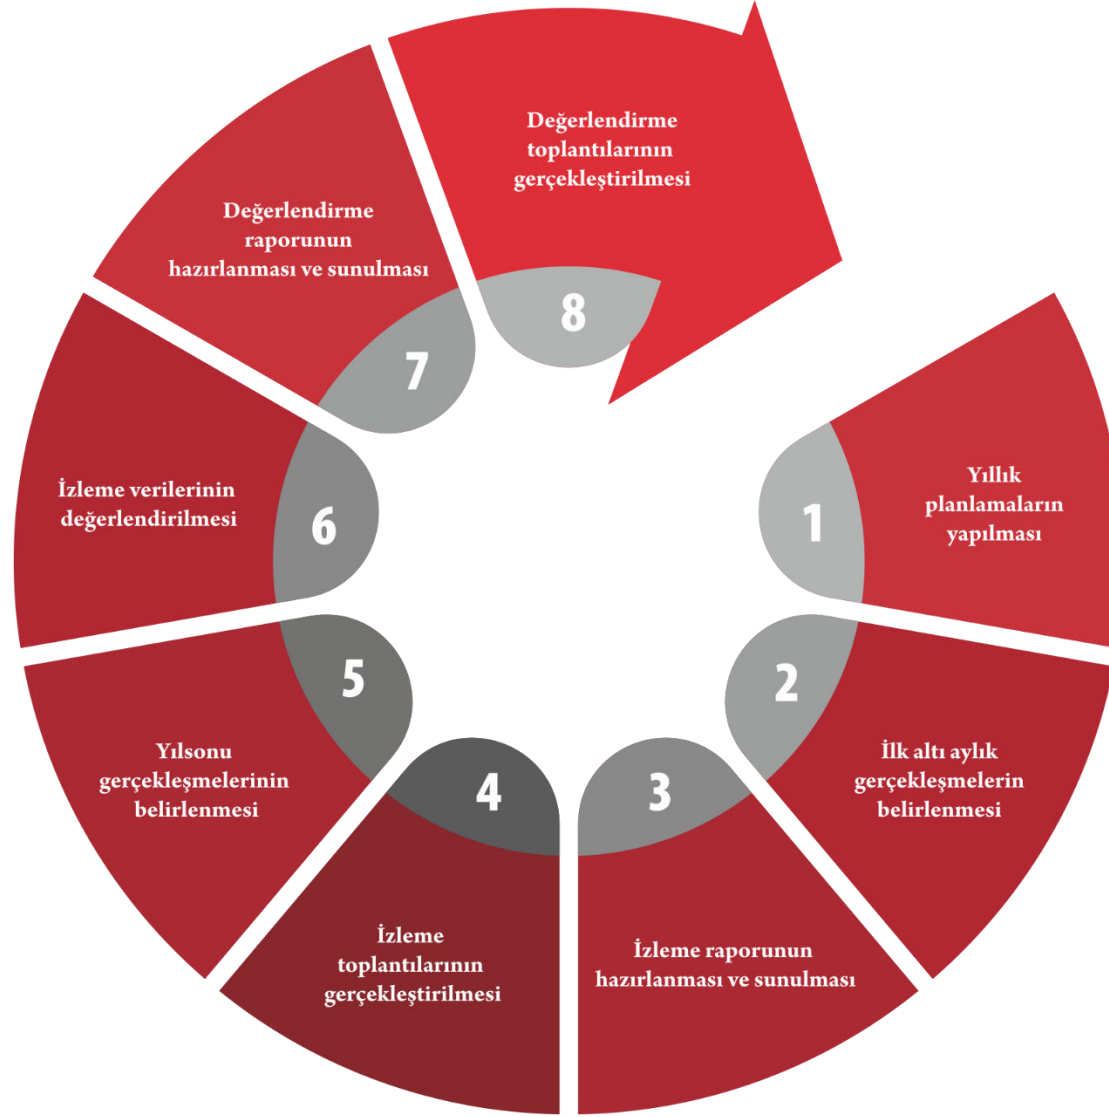 1
Yıllık
planlamaların
yapılması
2
İlk altı aylık
gerçekleşmelerin
belirlenmesi
3
İzleme raporunun
hazırlanması ve sunulması
4
İzleme
toplantılarının
gerçekleştirilmesi
5
Yılsonu
gerçekleşmelerinin
belirlenmesi
6
İzleme verilerinin
değerlendirilmesi
7
Değerlendirme
raporunun
hazırlanması ve sunulması
8
Değerlendirme
toplantılarının
gerçekleştirilmesi